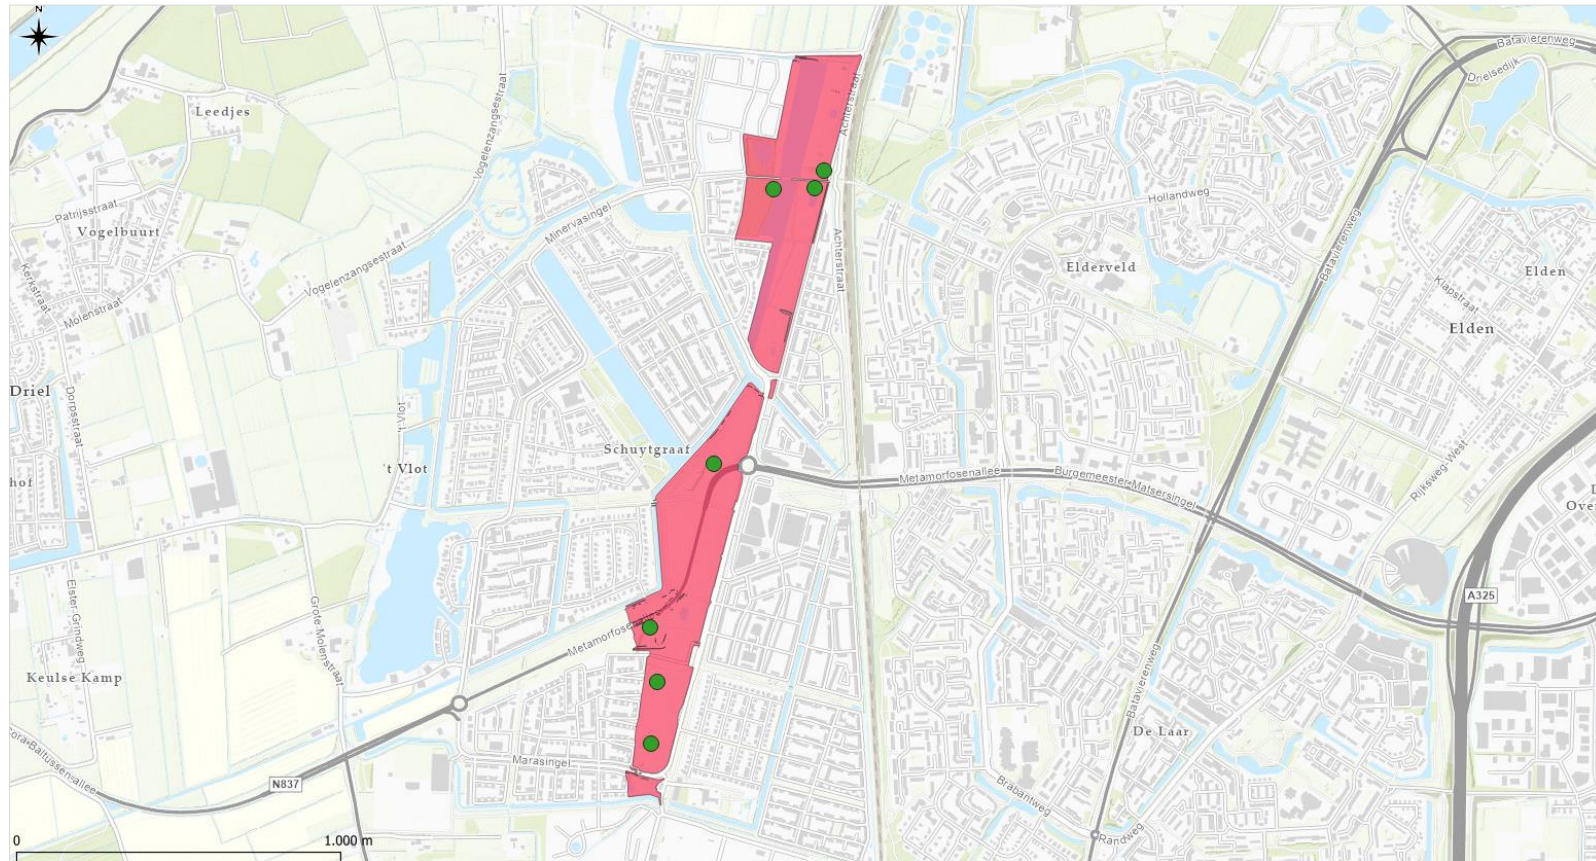 N
Batavierenweg
Drielsedijk
Leedjes
Vogelenzangsestraat
Achterstraat
Patrijsstraat
Hollandweg
Vogelbuurt
Minervasingel
Batavierenweg
Kerkstraat
Vogelenzangsestraat
Achterstraat
Elderveld
Elden
Klapstraat
Molenstraat
Elden
Driel
Dorpsstraat
't Vlot
Schuytgraaf
't Vlot
Metamorfosenallee
Burgemeester-Matsersingel
Rijksweg-West
hof
Over
A325
Elster-Grindweg
Grote-Molenstraat
Metamorfosenallee
Keulse Kamp
Batavierenweg
De Laar
Marasingel
N837
Brabantweg
Randweg
0
1.000 m